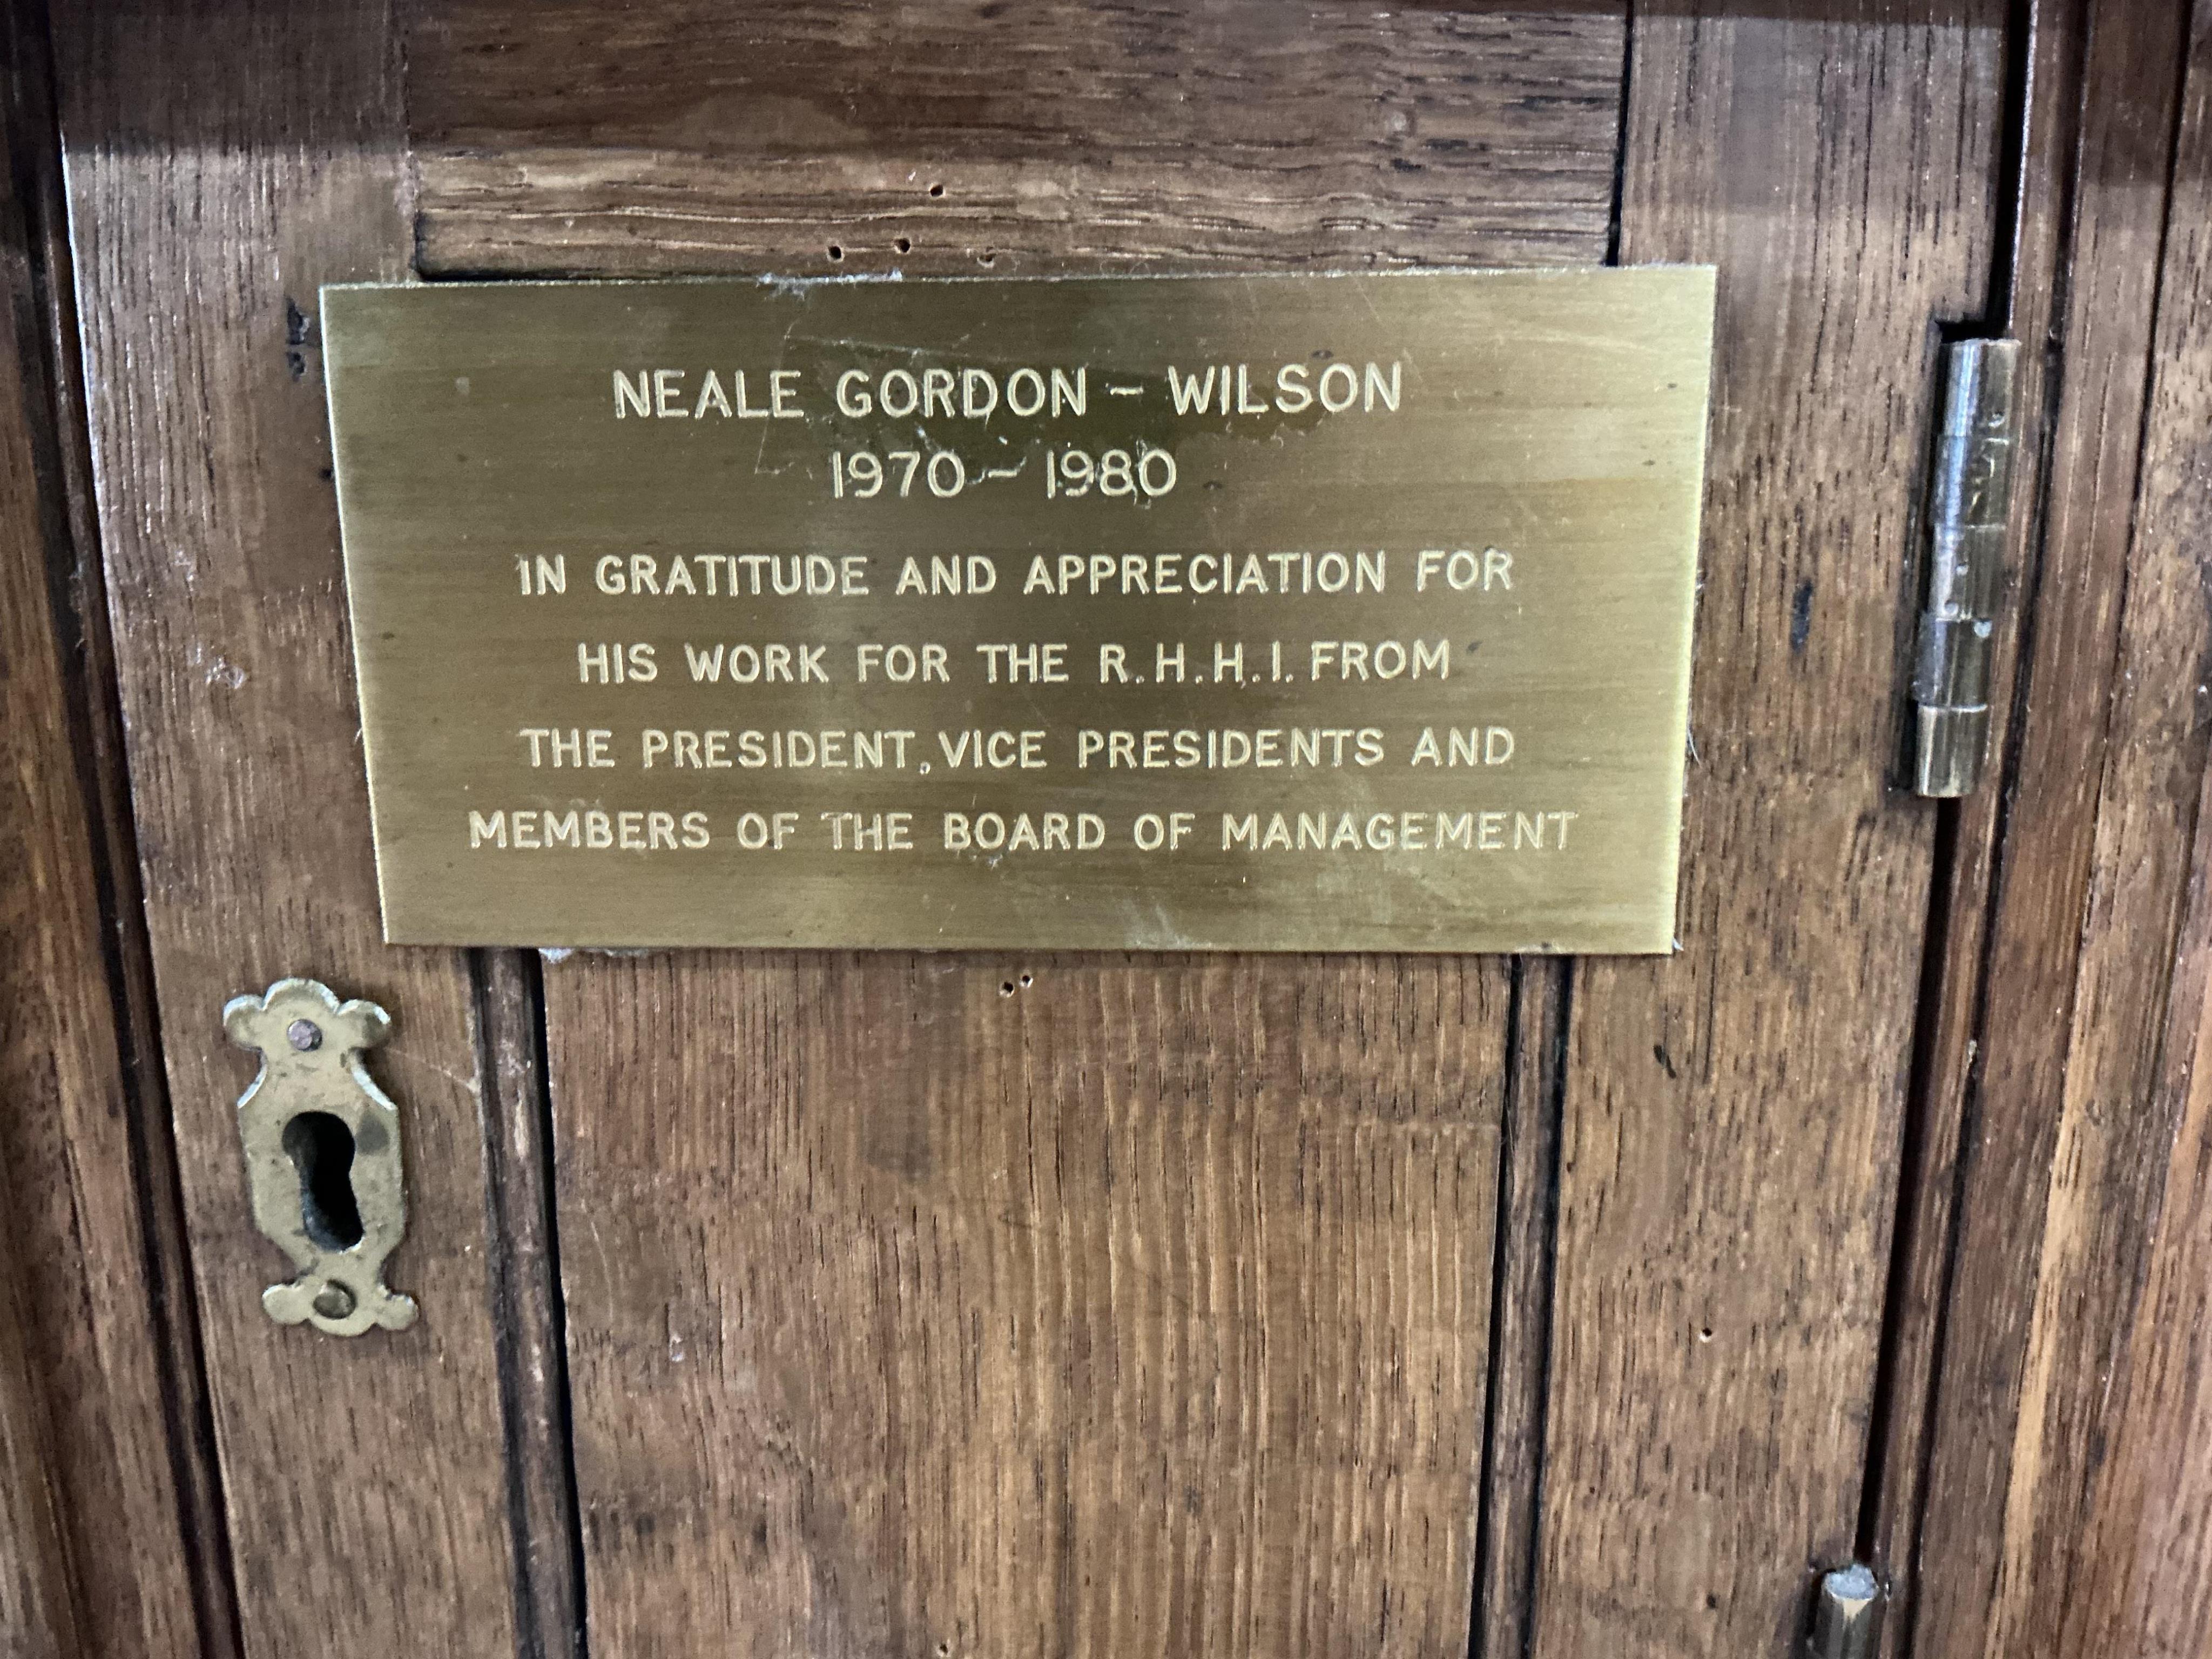 NEALE GORDON - WILSON
1970 - 1980
IN GRATITUDE AND APPRECIATION FOR
HIS WORK FOR THE R.H.H.I. FROM
THE PRESIDENT, VICE PRESIDENTS AND
MEMBERS OF THE BOARD OF MANAGEMENT